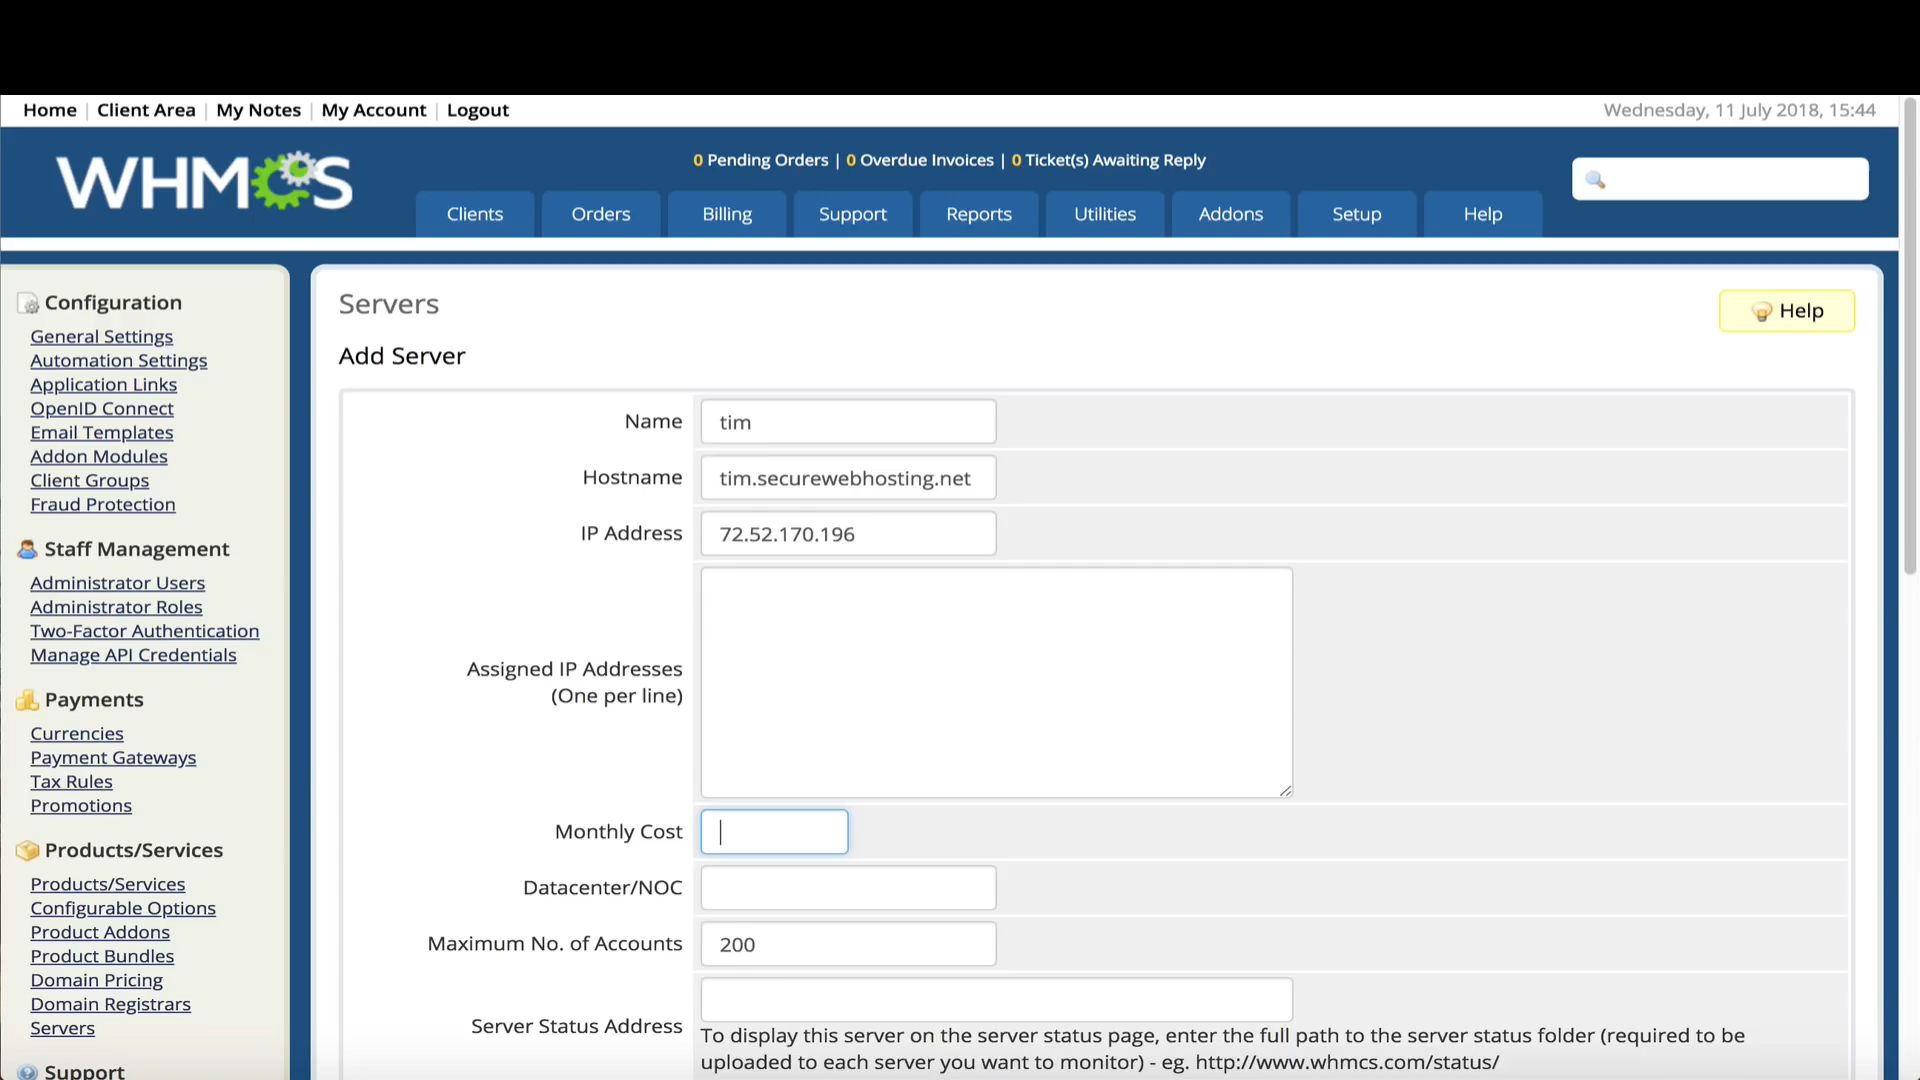 Home | Client Area | My Notes | My Account | Logout
Wednesday, 11 July 2018, 15:44
WHMCS
0 Pending Orders | 0 Overdue Invoices | 0 Ticket(s) Awaiting Reply
Clients Orders Billing Support Reports Utilities Addons Setup Help
Configuration
General Settings
Automation Settings
Application Links
OpenID Connect
Email Templates
Addon Modules
Client Groups
Fraud Protection
Staff Management
Administrator Users
Administrator Roles
Two-Factor Authentication
Manage API Credentials
Payments
Currencies
Payment Gateways
Tax Rules
Promotions
Products/Services
Products/Services
Configurable Options
Product Addons
Product Bundles
Domain Pricing
Domain Registrars
Servers
Support
Servers
Help
Add Server
Name tim
Hostname tim.securewebhosting.net
IP Address 72.52.170.196
Assigned IP Addresses
(One per line)
Monthly Cost
Datacenter/NOC
Maximum No. of Accounts 200
Server Status Address
To display this server on the server status page, enter the full path to the server status folder (required to be
uploaded to each server you want to monitor) - eg. http://www.whmcs.com/status/